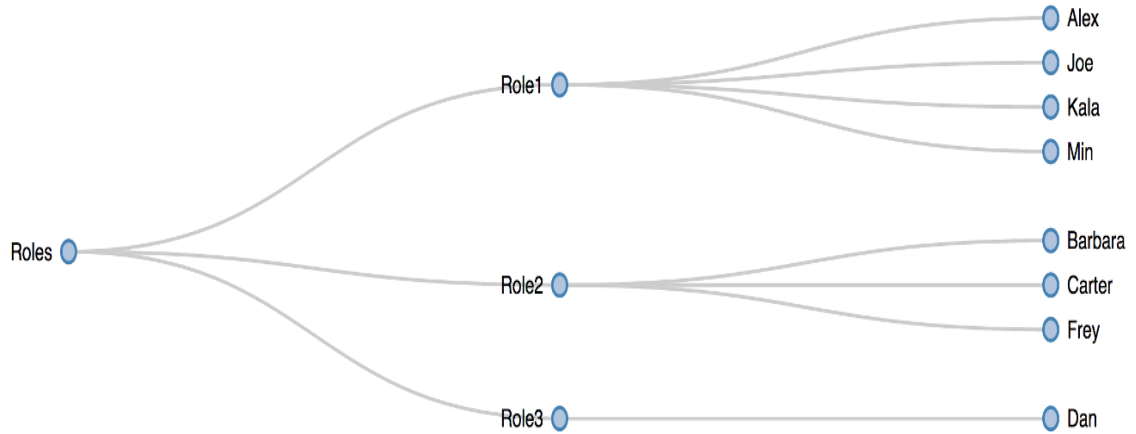 Roles
Role1
Alex
Joe
Kala
Min
Role2
Barbara
Carter
Frey
Role3
Dan